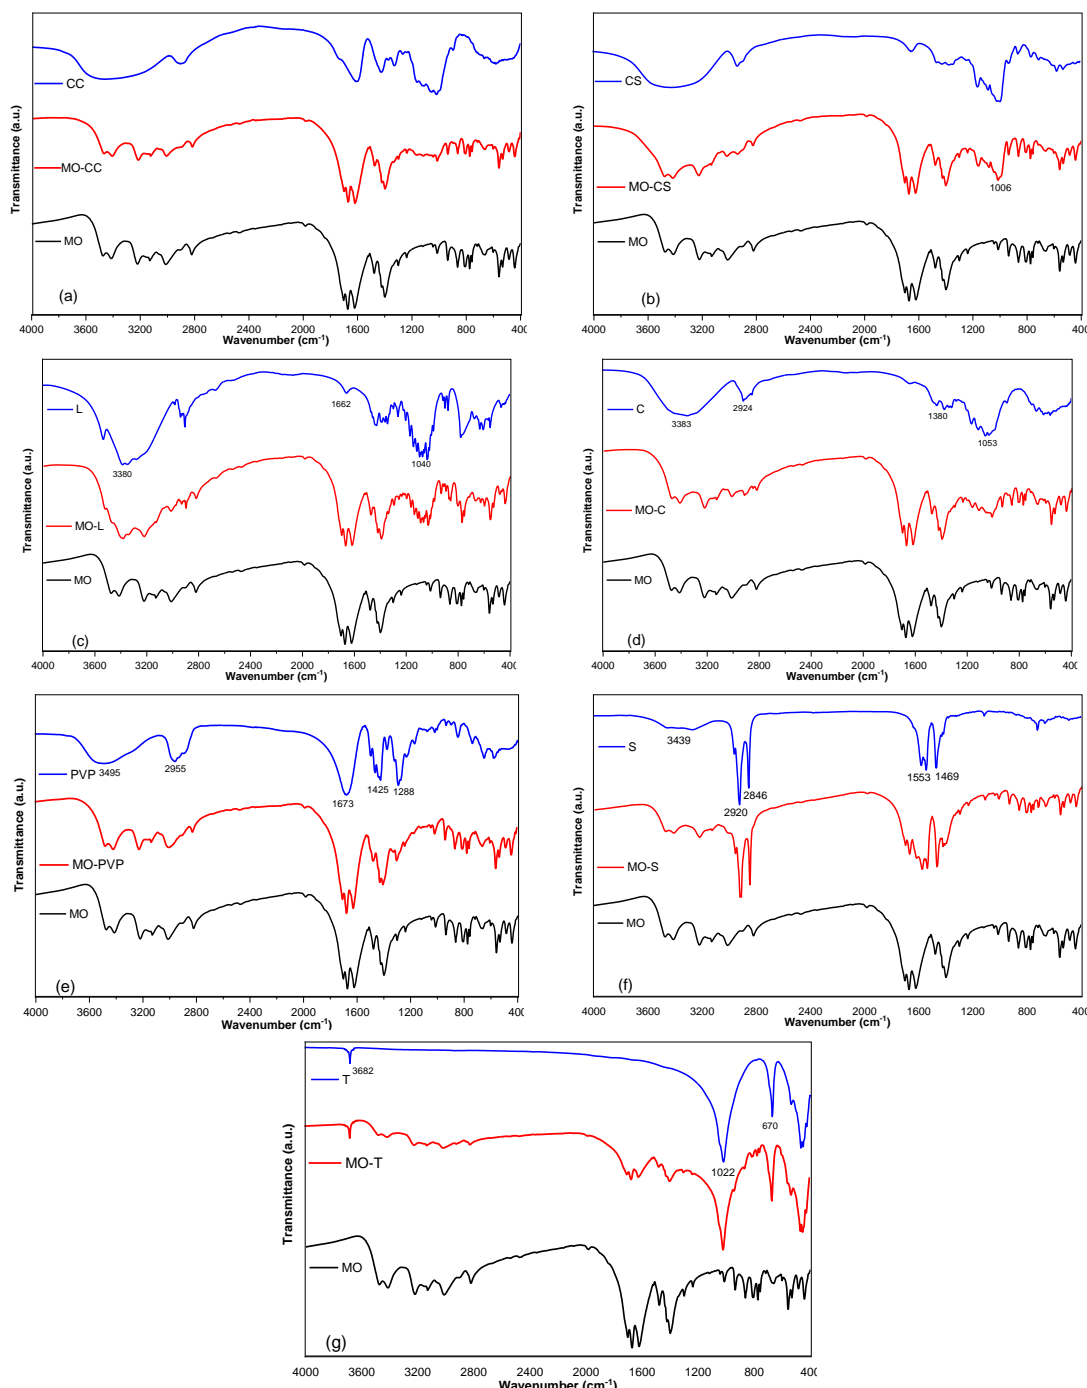 Transmittance (a.u.)
CC
MO-CC
MO
(a)
4000 3600 3200 2800 2400 2000 1600 1200 800 400
Wavenumber (cm⁻¹)
Transmittance (a.u.)
CS
MO-CS
1006
MO
(b)
4000 3600 3200 2800 2400 2000 1600 1200 800 400
Wavenumber (cm⁻¹)
Transmittance (a.u.)
L
1662
3380
1040
MO-L
MO
(c)
4000 3600 3200 2800 2400 2000 1600 1200 800 400
Wavenumber (cm⁻¹)
Transmittance (a.u.)
C
3383
2924
1380
1053
MO-C
MO
(d)
4000 3600 3200 2800 2400 2000 1600 1200 800 400
Wavenumber (cm⁻¹)
Transmittance (a.u.)
PVP
3495
2955
1673
1425
1288
MO-PVP
MO
(e)
4000 3600 3200 2800 2400 2000 1600 1200 800 400
Wavenumber (cm⁻¹)
Transmittance (a.u.)
S
3439
2920
2846
1553
1469
MO-S
MO
(f)
4000 3600 3200 2800 2400 2000 1600 1200 800 400
Wavenumber (cm⁻¹)
Transmittance (a.u.)
3682
T
670
1022
MO-T
MO
(g)
4000 3600 3200 2800 2400 2000 1600 1200 800 400
Wavenumber (cm⁻¹)